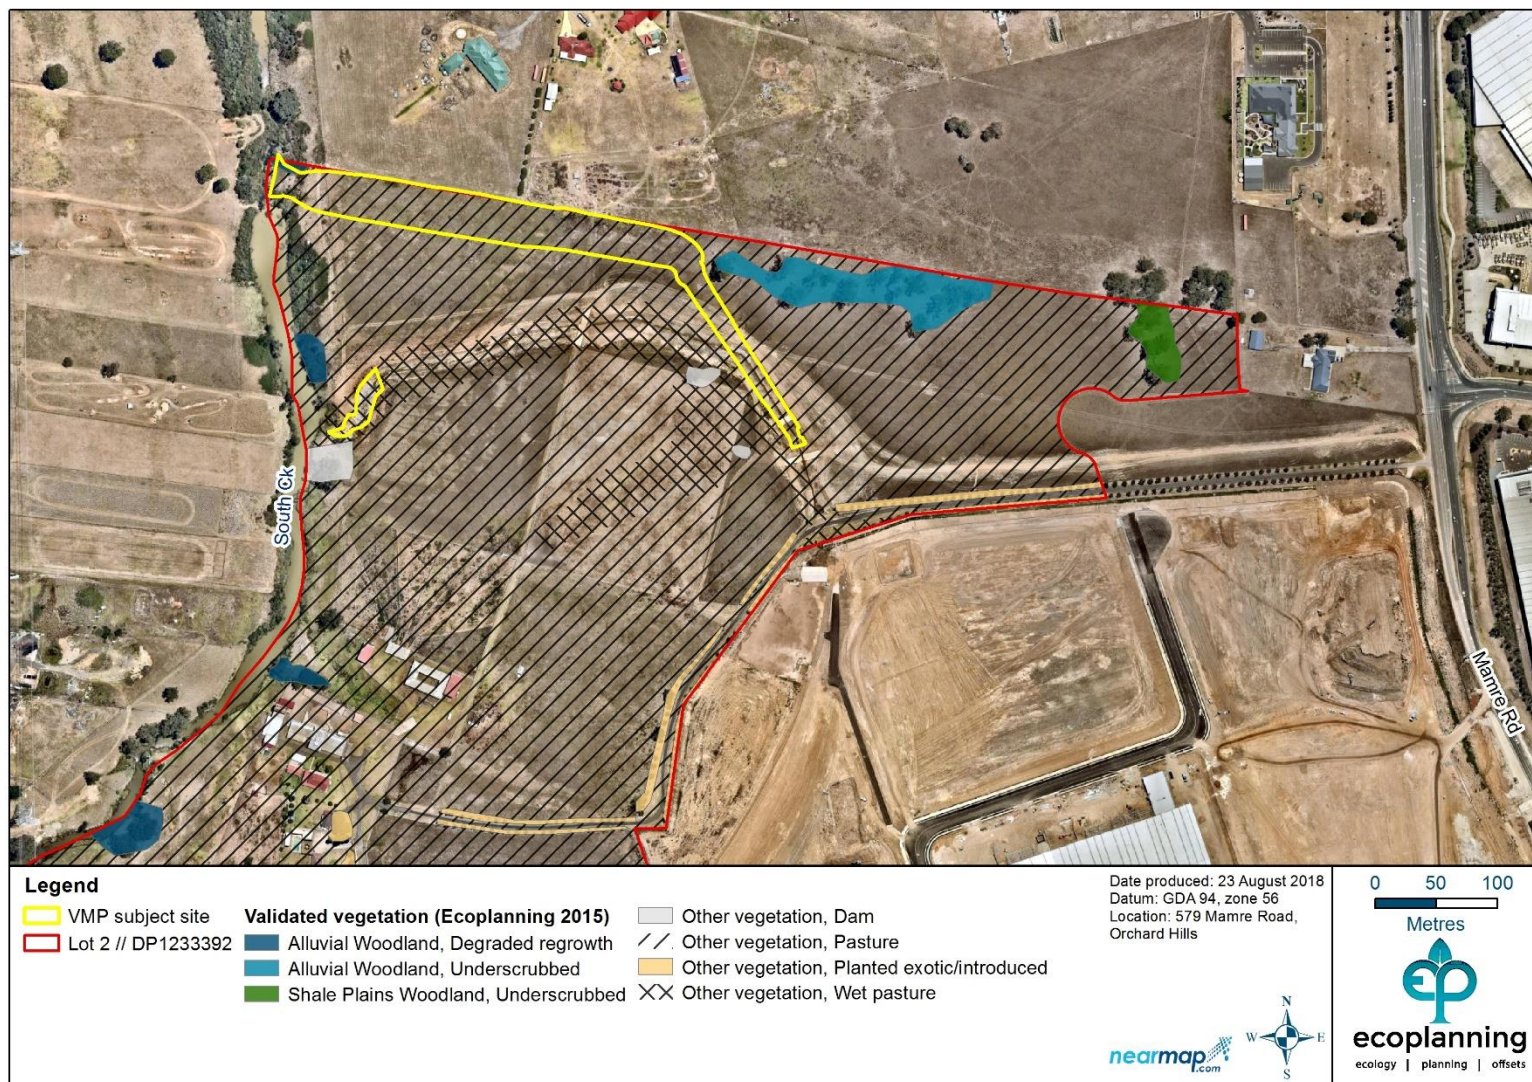 South Ck
Mamre Rd
Legend
VMP subject site
Lot 2 // DP1233392
Validated vegetation (Ecoplanning 2015)
Alluvial Woodland, Degraded regrowth
Alluvial Woodland, Underscrubbed
Shale Plains Woodland, Underscrubbed
Other vegetation, Dam
Other vegetation, Pasture
Other vegetation, Planted exotic/introduced
Other vegetation, Wet pasture
Date produced: 23 August 2018
Datum: GDA 94, zone 56
Location: 579 Mamre Road,
Orchard Hills
nearmap
.com
N
W E
S
0 50 100
Metres
ep
ecoplanning
ecology | planning | offsets